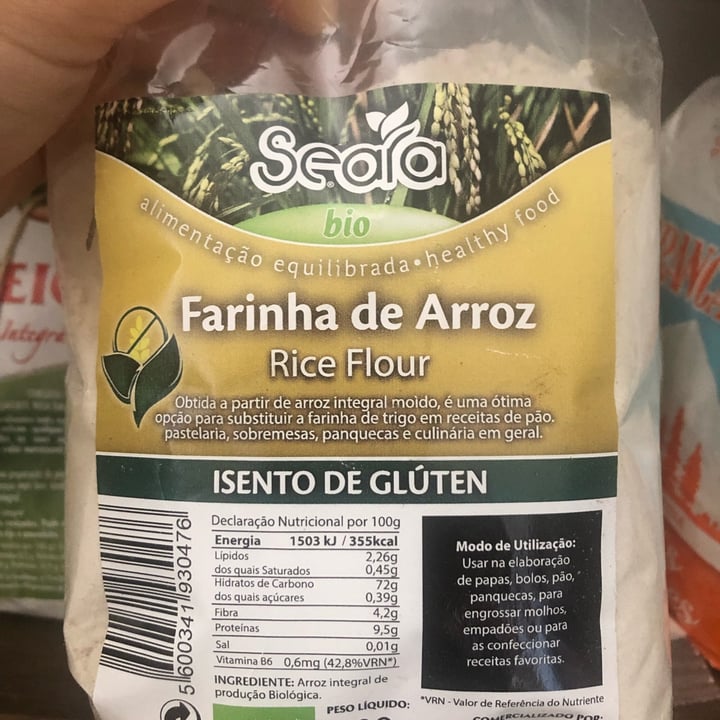 Seara
®
bio
alimentação equilibrada • healthy food
Farinha de Arroz
Rice Flour
Obtida a partir de arroz integral moído, é uma ótima
opção para substituir a farinha de trigo em receitas de pão.
pastelaria, sobremesas, panquecas e culinária em geral.
ISENTO DE GLÚTEN
Declaração Nutricional por 100g
Energia 1503 kJ / 355kcal
Lípidos 2,26g
dos quais Saturados 0,45g
Hidratos de Carbono 72g
dos quais açúcares 0,39g
Fibra 4,2g
Proteínas 9,5g
Sal 0,01g
Vitamina B6 0,6mg (42,8%VRN*)
INGREDIENTE: Arroz integral de
produção Biológica.
PESO LÍQUIDO:
Modo de Utilização:
Usar na elaboração
de papas, bolos, pão,
panquecas, para
engrossar molhos,
empadões ou para
as confeccionar
receitas favoritas.
*VRN - Valor de Referência do Nutriente
COMERCIALIZADO POR:
5 600341 930476